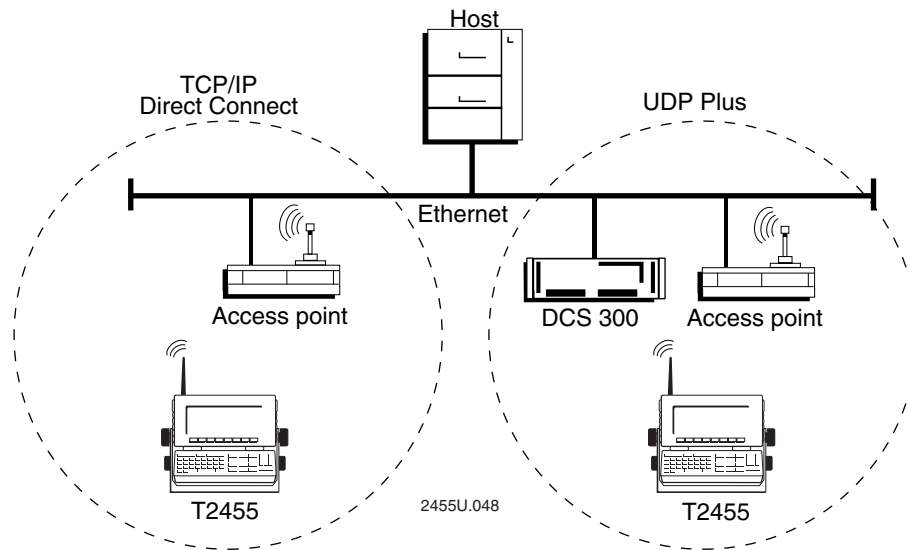 Host
TCP/IP
Direct Connect
UDP Plus
Ethernet
Access point
DCS 300
Access point
T2455
2455U.048
T2455